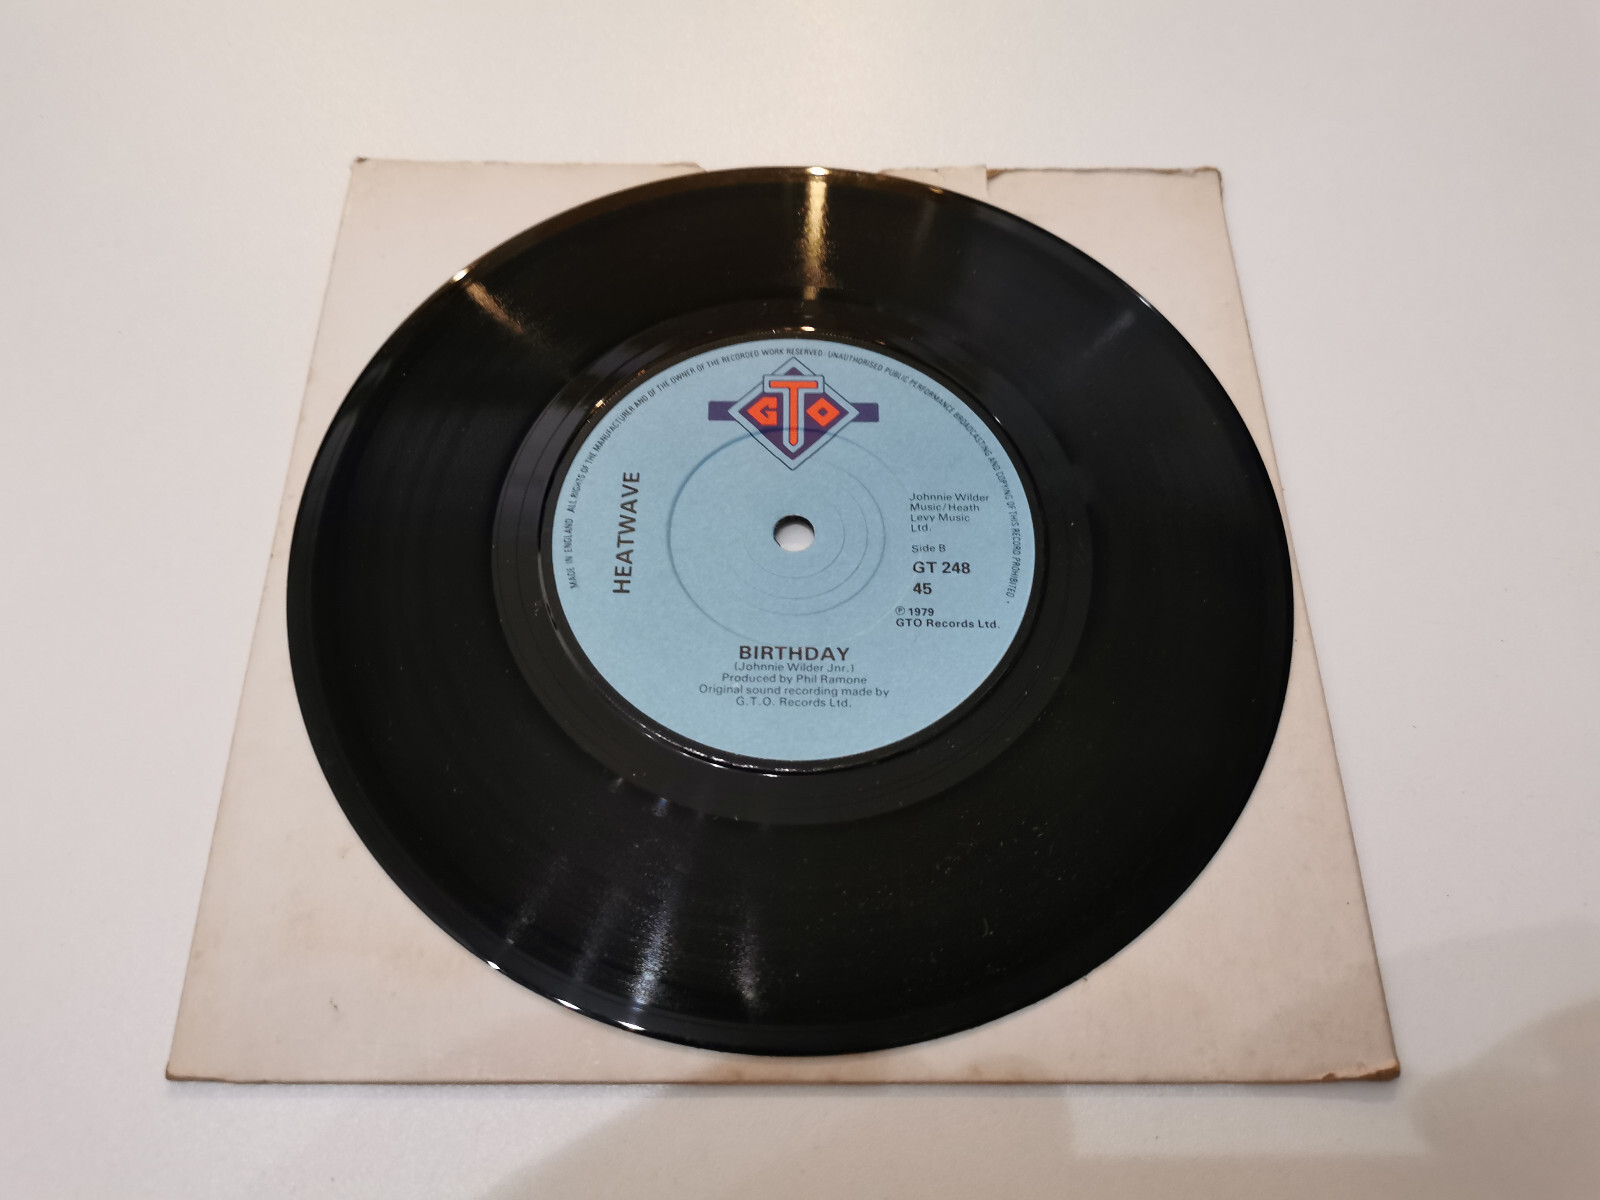 MADE IN ENGLAND ALL RIGHTS OF THE MANUFACTURER AND OF THE OWNER OF THE RECORDED WORK RESERVED · UNAUTHORISED PUBLIC PERFORMANCE BROADCASTING AND COPYING OF THIS RECORD PROHIBITED .
GTO
HEATWAVE
Johnnie Wilder
Music/Heath
Levy Music
Ltd.
Side B
GT 248
45
℗ 1979
GTO Records Ltd.
BIRTHDAY
(Johnnie Wilder Jnr.)
Produced by Phil Ramone
Original sound recording made by
G.T.O. Records Ltd.